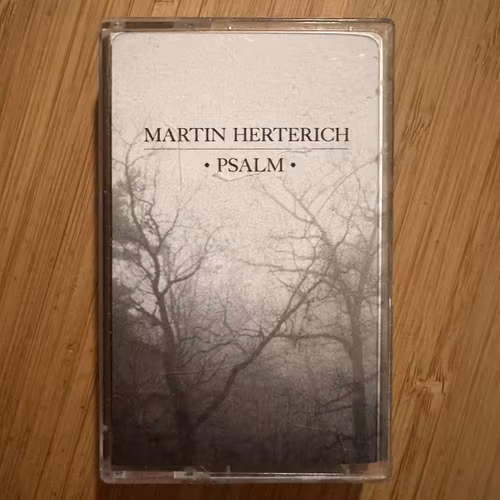 MARTIN HERTERICH
• PSALM •